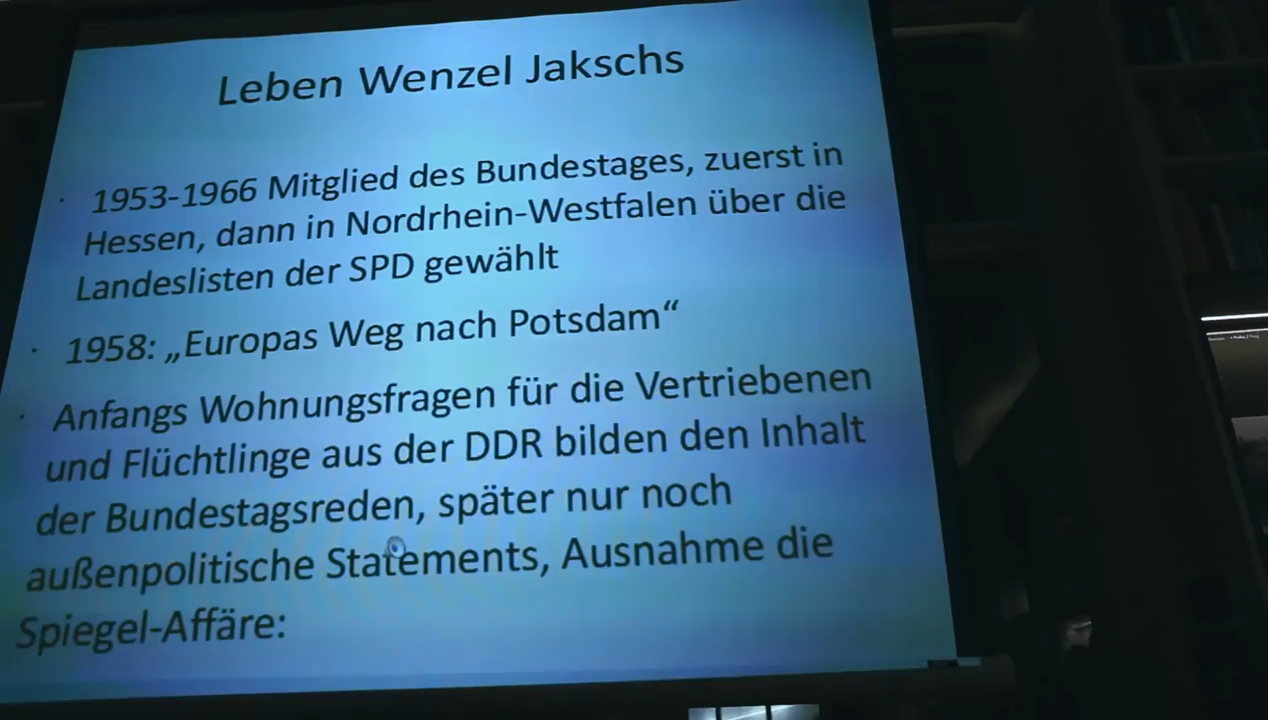 Leben Wenzel Jakschs
· 1953-1966 Mitglied des Bundestages, zuerst in
Hessen, dann in Nordrhein-Westfalen über die
Landeslisten der SPD gewählt
· 1958: „Europas Weg nach Potsdam“
· Anfangs Wohnungsfragen für die Vertriebenen
und Flüchtlinge aus der DDR bilden den Inhalt
der Bundestagsreden, später nur noch
außenpolitische Statements, Ausnahme die
Spiegel-Affäre: